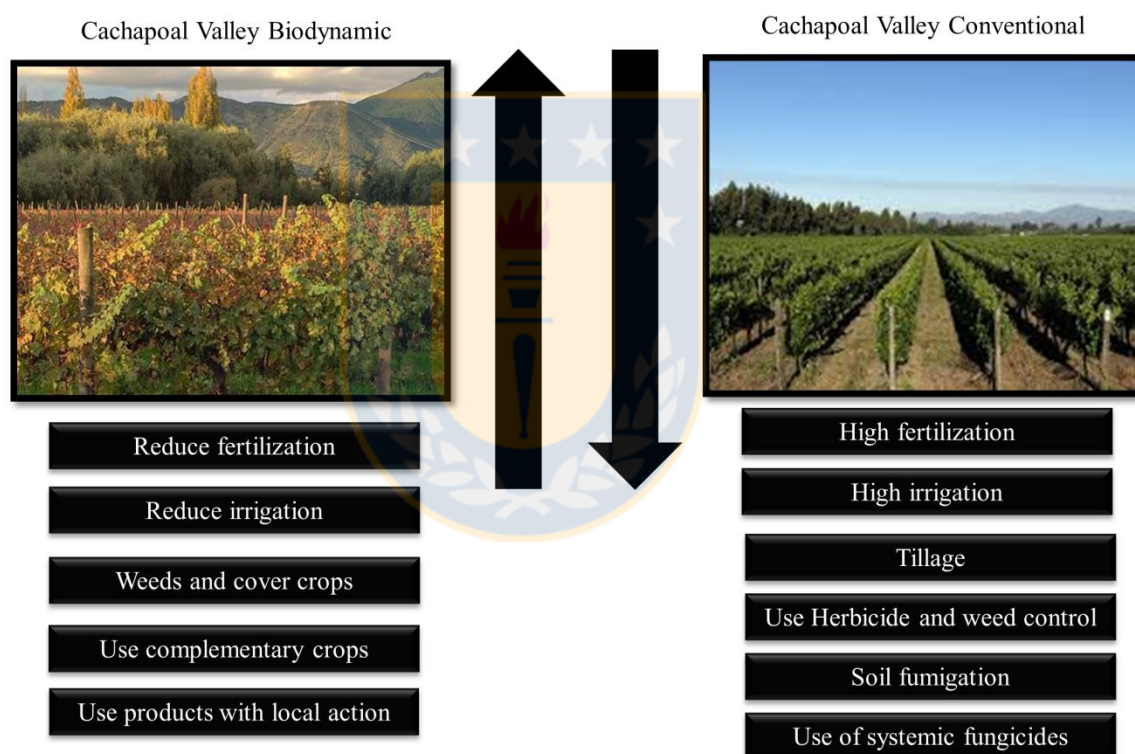 Cachapoal Valley Biodynamic
Reduce fertilization
Reduce irrigation
Weeds and cover crops
Use complementary crops
Use products with local action
Cachapoal Valley Conventional
High fertilization
High irrigation
Tillage
Use Herbicide and weed control
Soil fumigation
Use of systemic fungicides